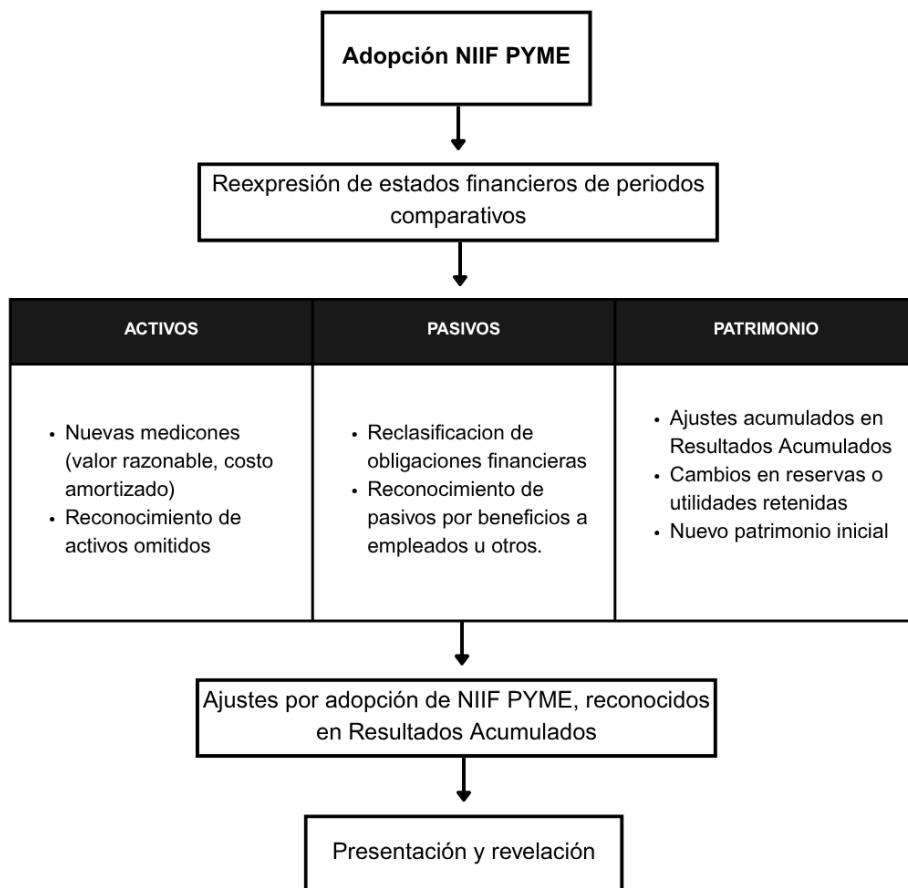 Adopción NIIF PYME
Reexpresión de estados financieros de periodos
comparativos
ACTIVOS
PASIVOS
PATRIMONIO
• Nuevas medicones
(valor razonable, costo
amortizado)
• Reconocimiento de
activos omitidos
• Reclasificacion de
obligaciones financieras
• Reconocimiento de
pasivos por beneficios a
empleados u otros.
• Ajustes acumulados en
Resultados Acumulados
• Cambios en reservas o
utilidades retenidas
• Nuevo patrimonio inicial
Ajustes por adopción de NIIF PYME, reconocidos
en Resultados Acumulados
Presentación y revelación